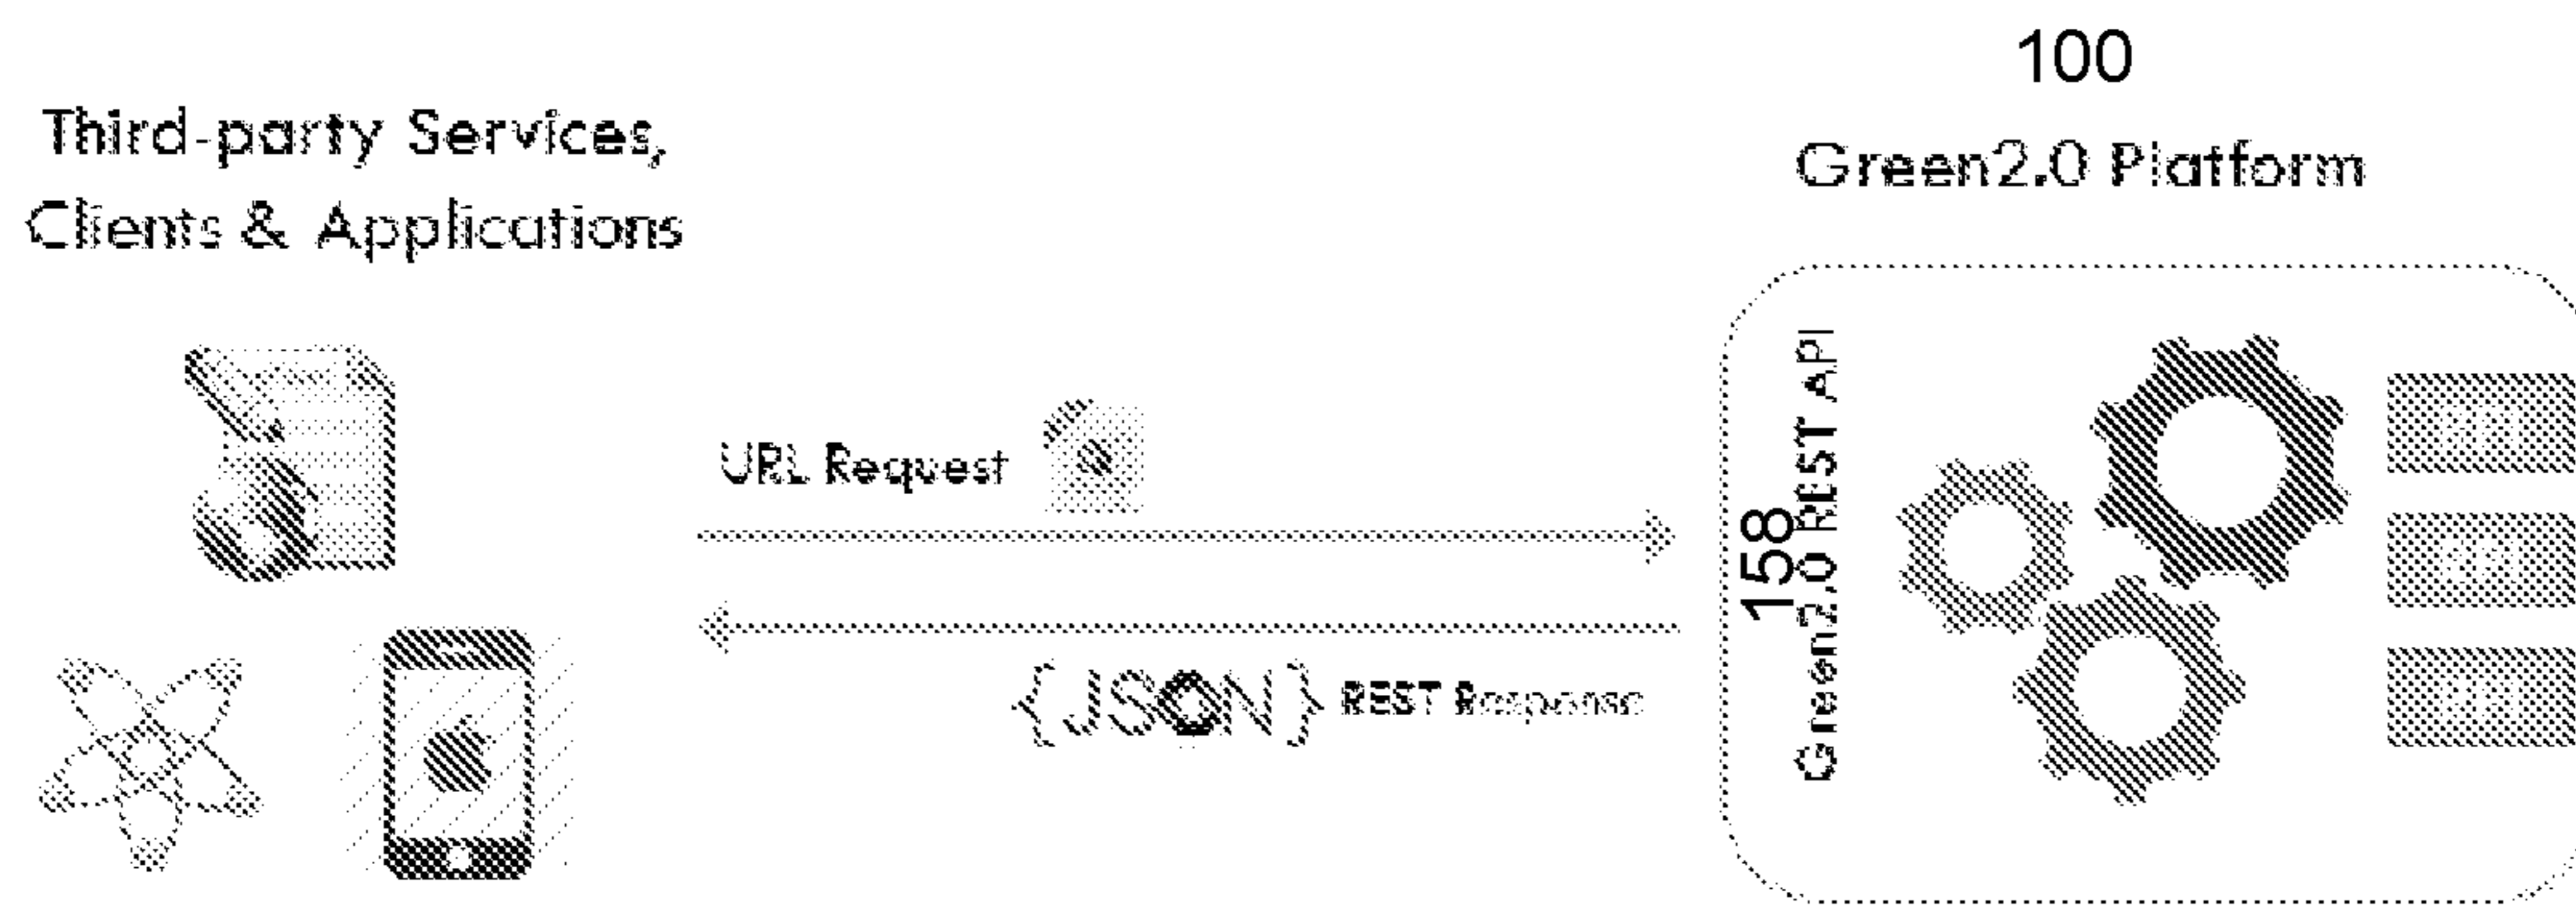 100
Third-party Services,
Clients & Applications
Green2.0 Platform
URL Request
158
Green2.0 REST API
{JSON} REST Response